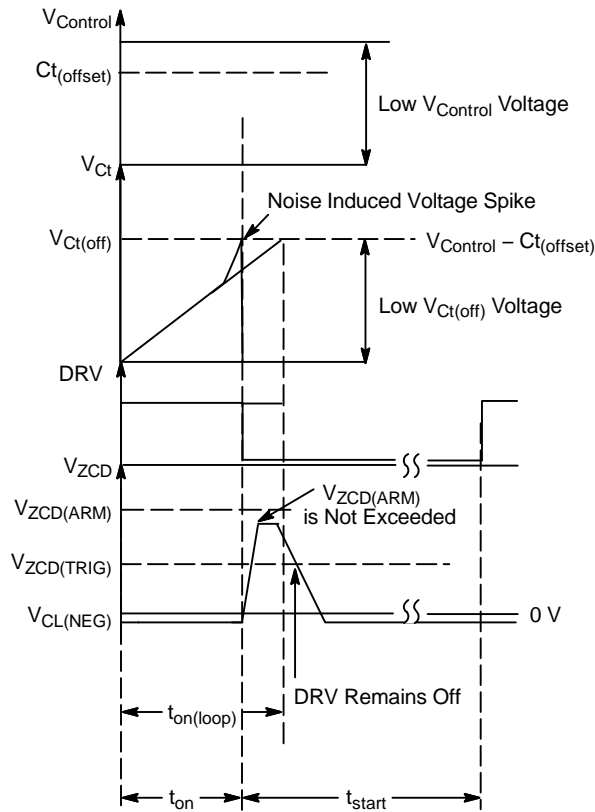 VControl
Ct(offset)
Low VControl Voltage
VCt
Noise Induced Voltage Spike
VCt(off)
VControl – Ct(offset)
Low VCt(off) Voltage
DRV
VZCD
VZCD(ARM)
VZCD(ARM)
is Not Exceeded
VZCD(TRIG)
VCL(NEG)
0 V
DRV Remains Off
ton(loop)
ton
tstart